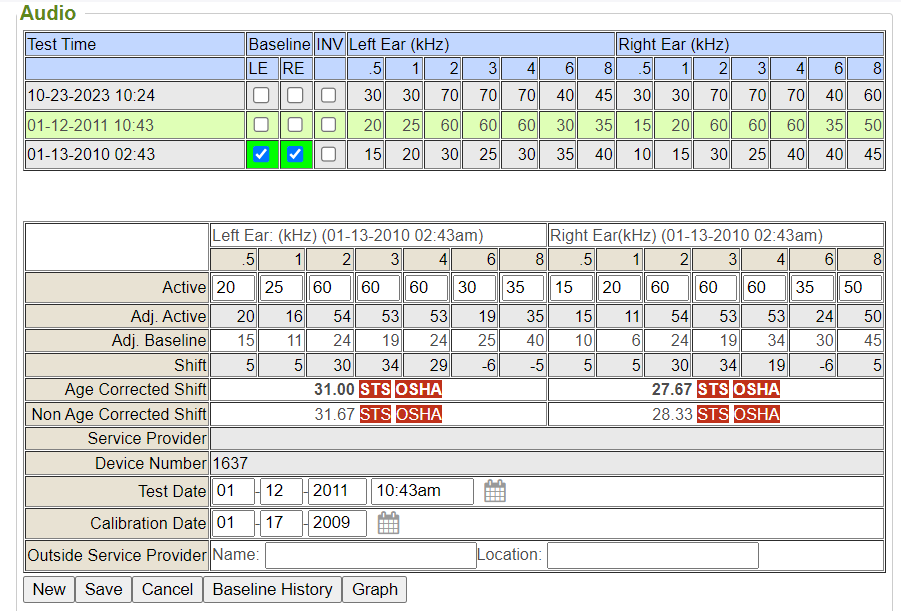 Audio
Test Time Baseline INV Left Ear (kHz) Right Ear (kHz)
LE RE .5 1 2 3 4 6 8 .5 1 2 3 4 6 8
10-23-2023 10:24 30 30 70 70 70 40 45 30 30 70 70 70 40 60
01-12-2011 10:43 20 25 60 60 60 30 35 15 20 60 60 60 35 50
01-13-2010 02:43 15 20 30 25 30 35 40 10 15 30 25 40 40 45
Left Ear: (kHz) (01-13-2010 02:43am) Right Ear(kHz) (01-13-2010 02:43am)
.5 1 2 3 4 6 8 .5 1 2 3 4 6 8
Active 20 25 60 60 60 30 35 15 20 60 60 60 35 50
Adj. Active 20 16 54 53 53 19 35 15 11 54 53 53 24 50
Adj. Baseline 15 11 24 19 24 25 40 10 6 24 19 34 30 45
Shift 5 5 30 34 29 -6 -5 5 5 30 34 19 -6 5
Age Corrected Shift 31.00 STS OSHA 27.67 STS OSHA
Non Age Corrected Shift 31.67 STS OSHA 28.33 STS OSHA
Service Provider
Device Number 1637
Test Date 01 - 12 - 2011 10:43am
Calibration Date 01 - 17 - 2009
Outside Service Provider Name: Location:
New Save Cancel Baseline History Graph